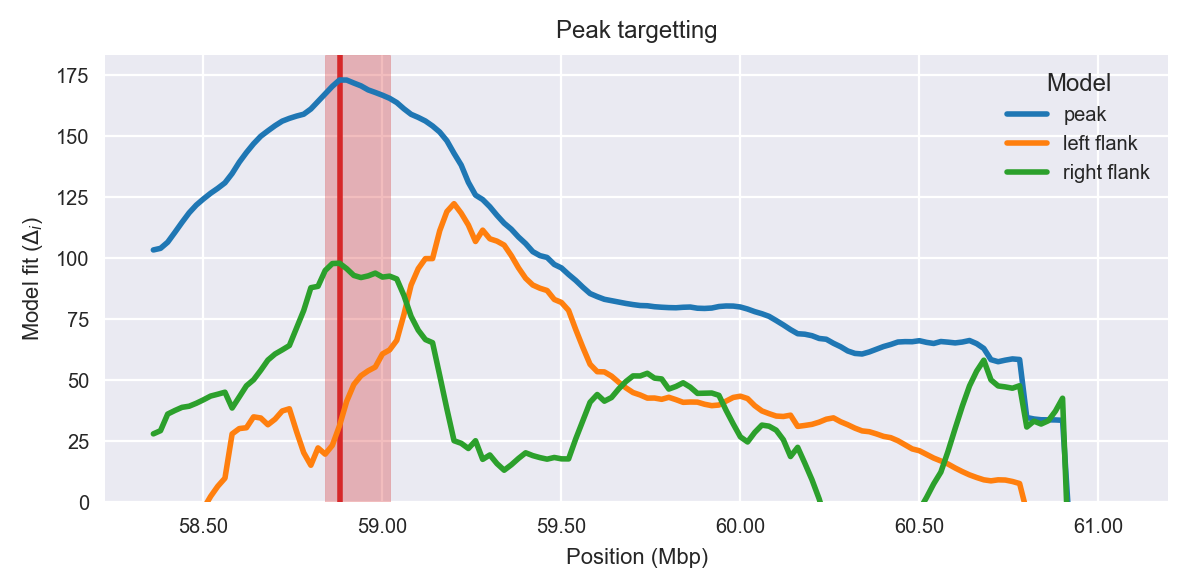 Peak targetting
Model
peak
left flank
right flank
Model fit (Δi)
175
150
125
100
75
50
25
0
58.50
59.00
59.50
60.00
60.50
61.00
Position (Mbp)